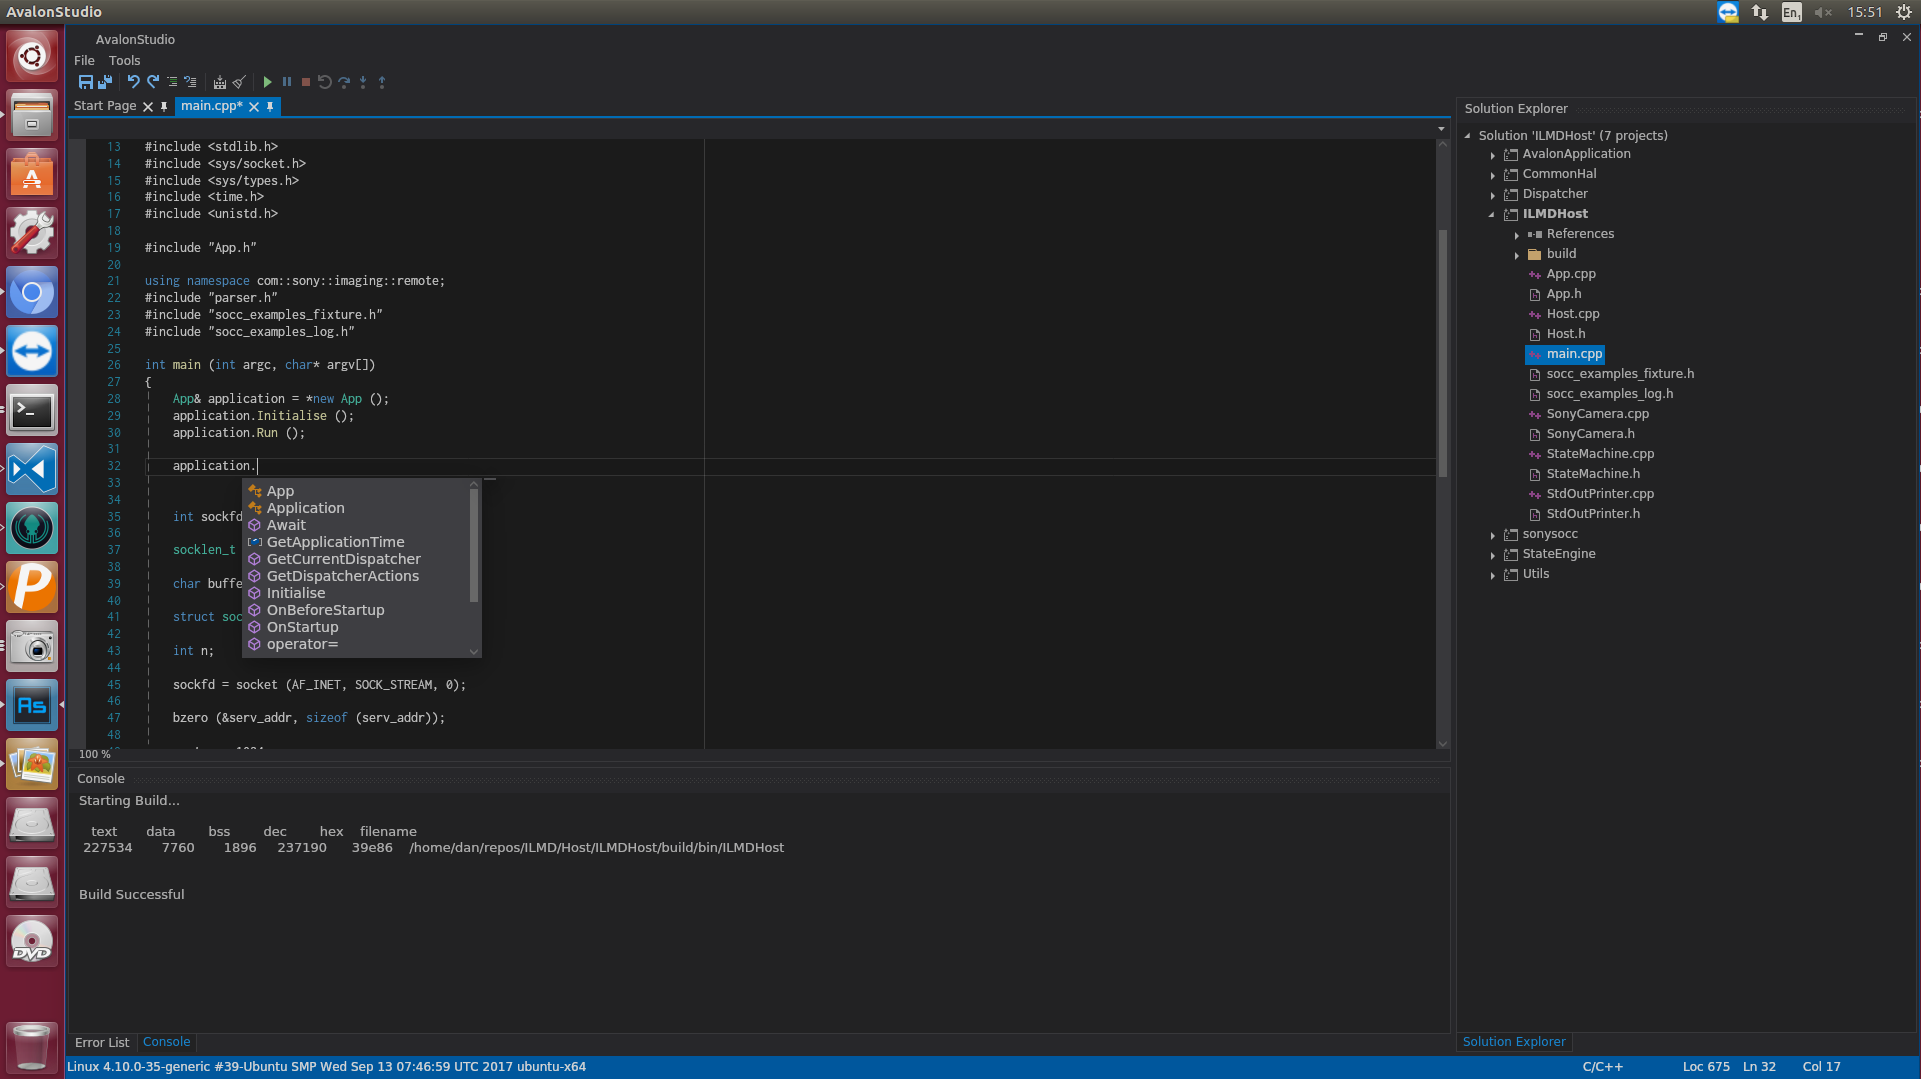 AvalonStudio
En1
15:51
AvalonStudio
File Tools
Start Page main.cpp*
13 #include <stdlib.h>
14 #include <sys/socket.h>
15 #include <sys/types.h>
16 #include <time.h>
17 #include <unistd.h>
18
19 #include "App.h"
20
21 using namespace com::sony::imaging::remote;
22 #include "parser.h"
23 #include "socc_examples_fixture.h"
24 #include "socc_examples_log.h"
25
26 int main (int argc, char* argv[])
27 {
28 App& application = *new App ();
29 application.Initialise ();
30 application.Run ();
31
32 application.
33
34
35 int sockfd
36
37 socklen_t
38
39 char buffe
40
41 struct soc
42
43 int n;
44
45 sockfd = socket (AF_INET, SOCK_STREAM, 0);
46
47 bzero (&serv_addr, sizeof (serv_addr));
48
App
Application
Await
GetApplicationTime
GetCurrentDispatcher
GetDispatcherActions
Initialise
OnBeforeStartup
OnStartup
operator=
100 %
Console
Starting Build...
text data bss dec hex filename
227534 7760 1896 237190 39e86 /home/dan/repos/ILMD/Host/ILMDHost/build/bin/ILMDHost
Build Successful
Error List Console
Solution Explorer
Solution 'ILMDHost' (7 projects)
AvalonApplication
CommonHal
Dispatcher
ILMDHost
References
build
App.cpp
App.h
Host.cpp
Host.h
main.cpp
socc_examples_fixture.h
socc_examples_log.h
SonyCamera.cpp
SonyCamera.h
StateMachine.cpp
StateMachine.h
StdOutPrinter.cpp
StdOutPrinter.h
sonysocc
StateEngine
Utils
Solution Explorer
Linux 4.10.0-35-generic #39-Ubuntu SMP Wed Sep 13 07:46:59 UTC 2017 ubuntu-x64
C/C++ Loc 675 Ln 32 Col 17
A
P
As
DVD